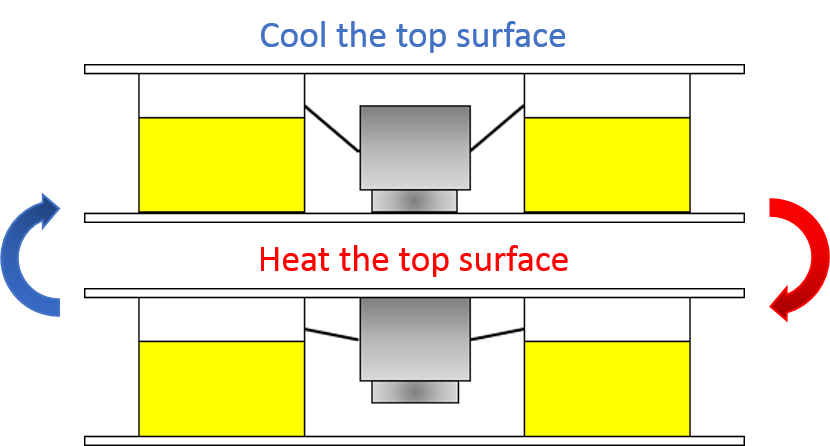 Cool the top surface
Heat the top surface